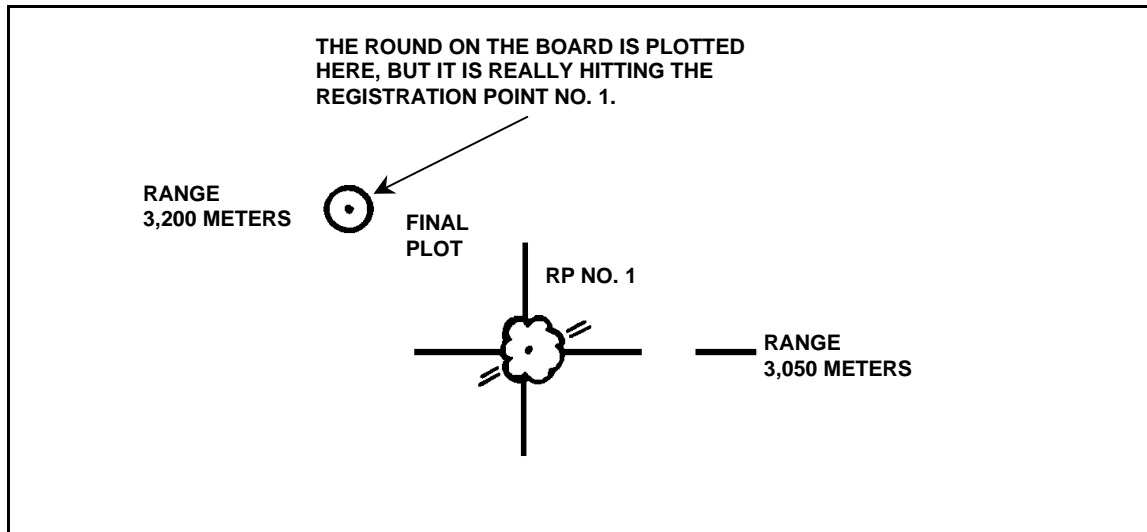 THE ROUND ON THE BOARD IS PLOTTED
HERE, BUT IT IS REALLY HITTING THE
REGISTRATION POINT NO. 1.
RANGE
3,200 METERS
FINAL
PLOT
RP NO. 1
RANGE
3,050 METERS